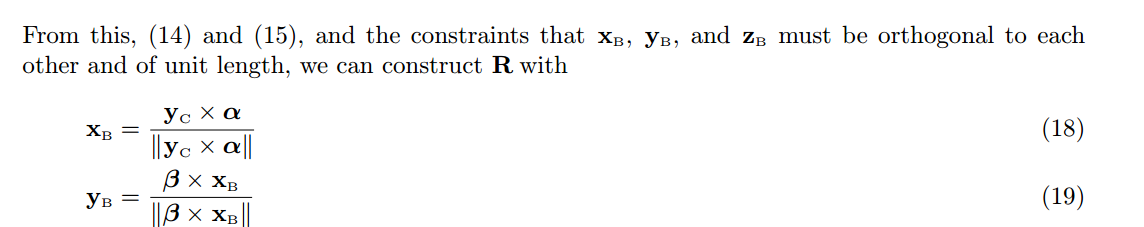 From this, (14) and (15), and the constraints that x_B, y_B, and z_B must be orthogonal to each
other and of unit length, we can construct R with
x_B = (y_C × α) / ‖y_C × α‖ (18)
y_B = (β × x_B) / ‖β × x_B‖ (19)